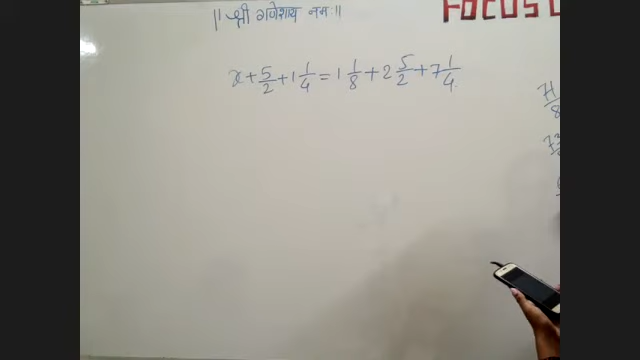 || श्री गणेशाय नमः ||
FOCUS
x + 5/2 + 1 1/4 = 1 1/8 + 2 5/2 + 7 1/4